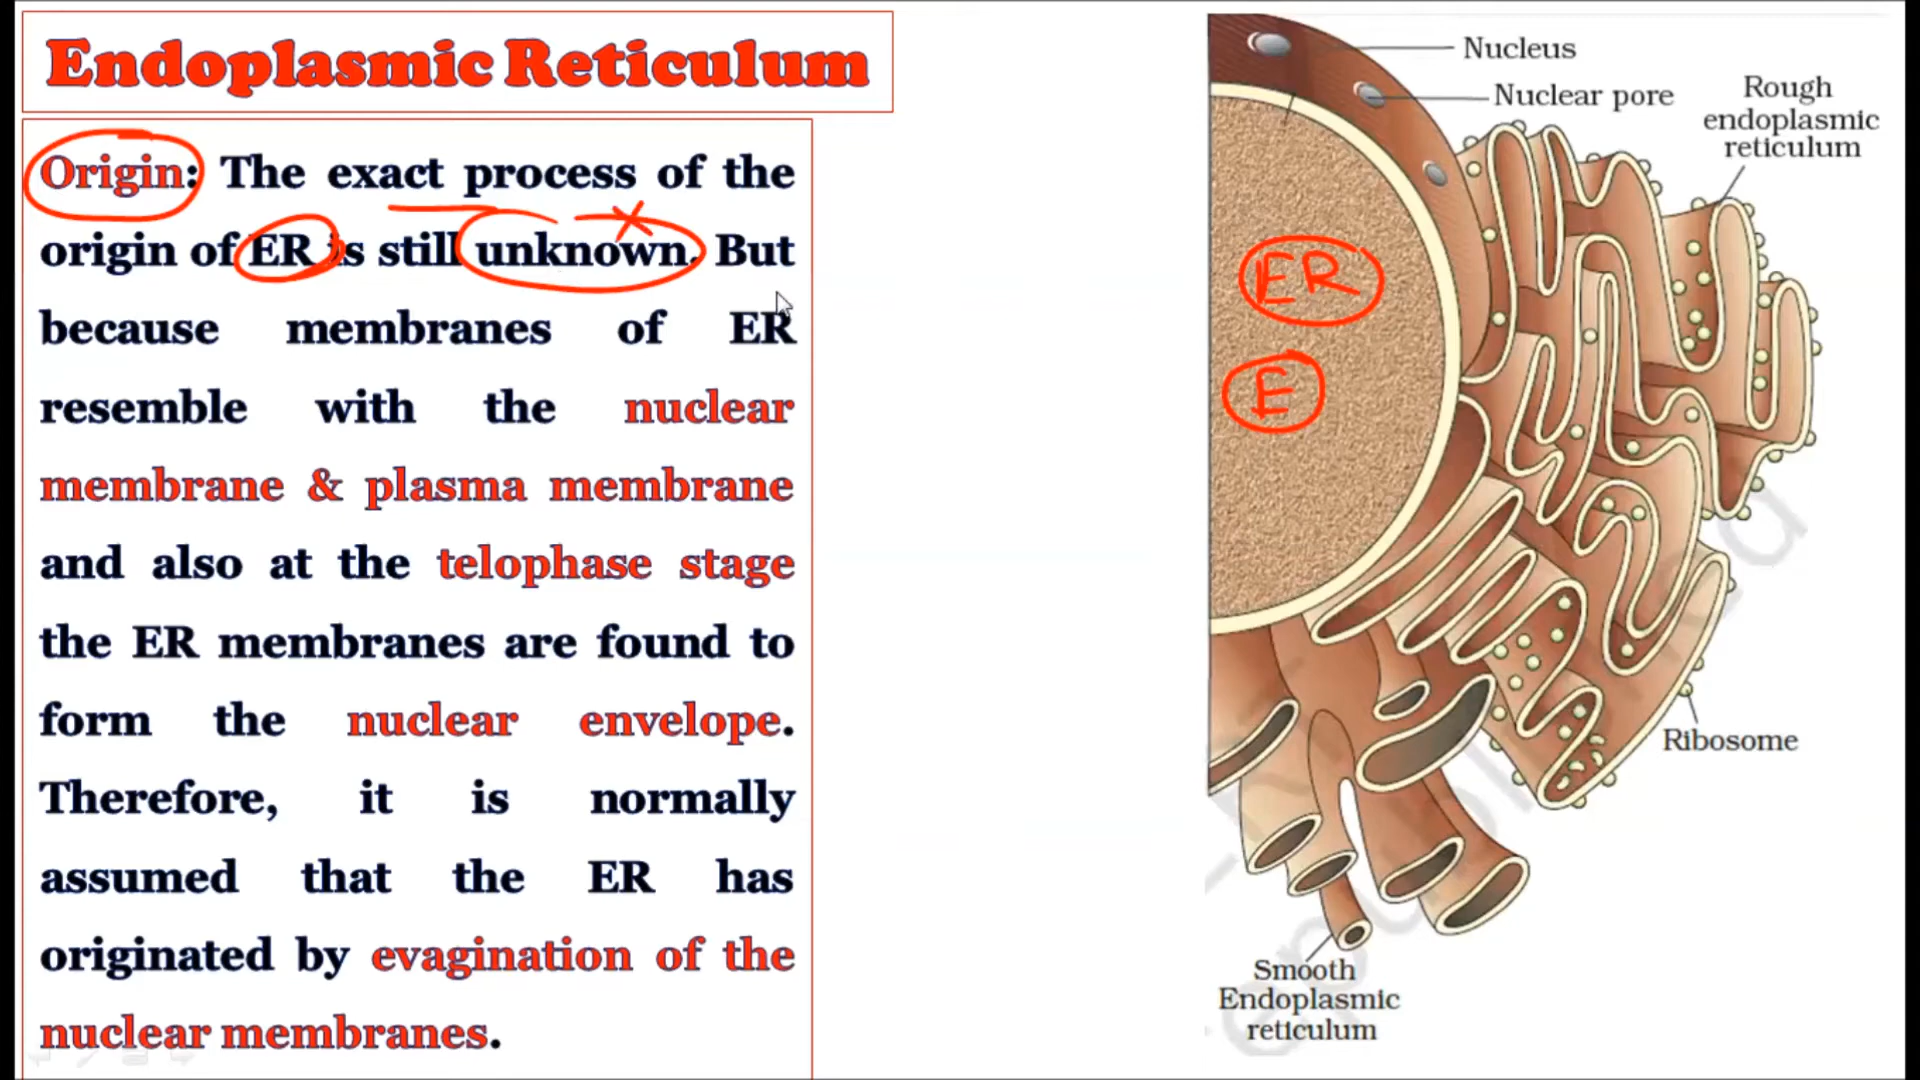 Endoplasmic Reticulum
Origin: The exact process of the
origin of ER is still unknown. But
because membranes of ER
resemble with the nuclear
membrane & plasma membrane
and also at the telophase stage
the ER membranes are found to
form the nuclear envelope.
Therefore, it is normally
assumed that the ER has
originated by evagination of the
nuclear membranes.
Nucleus
Nuclear pore
Rough
endoplasmic
reticulum
ER
E
Ribosome
Smooth
Endoplasmic
reticulum